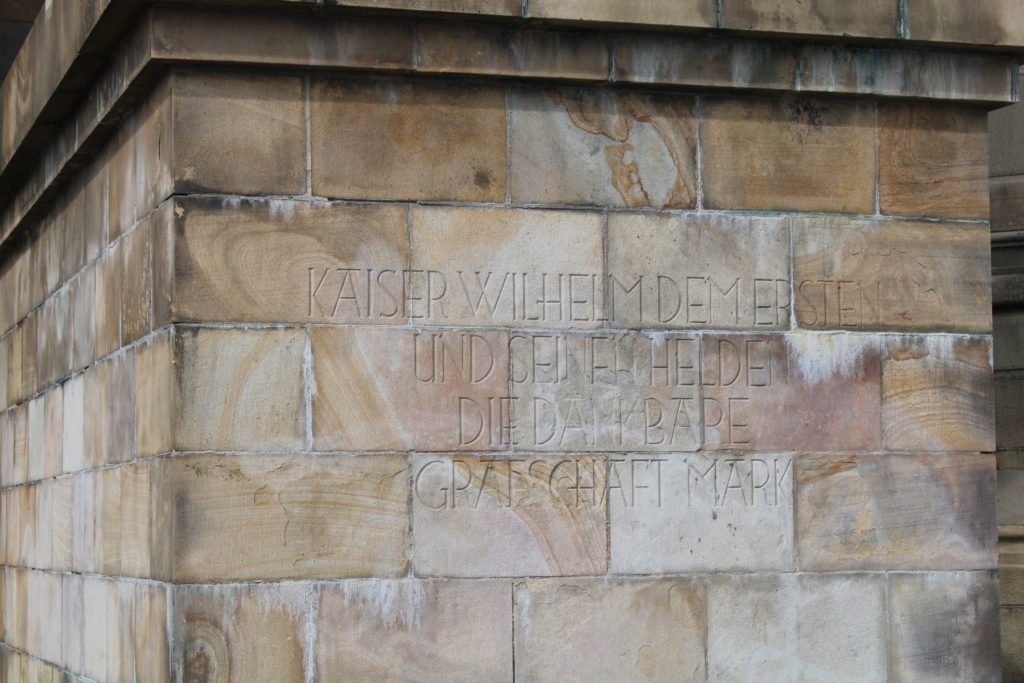 KAISER WILHELM DEM ERSTEN
UND SEINEN HELDEN
DIE DANKBARE
GRAFSCHAFT MARK